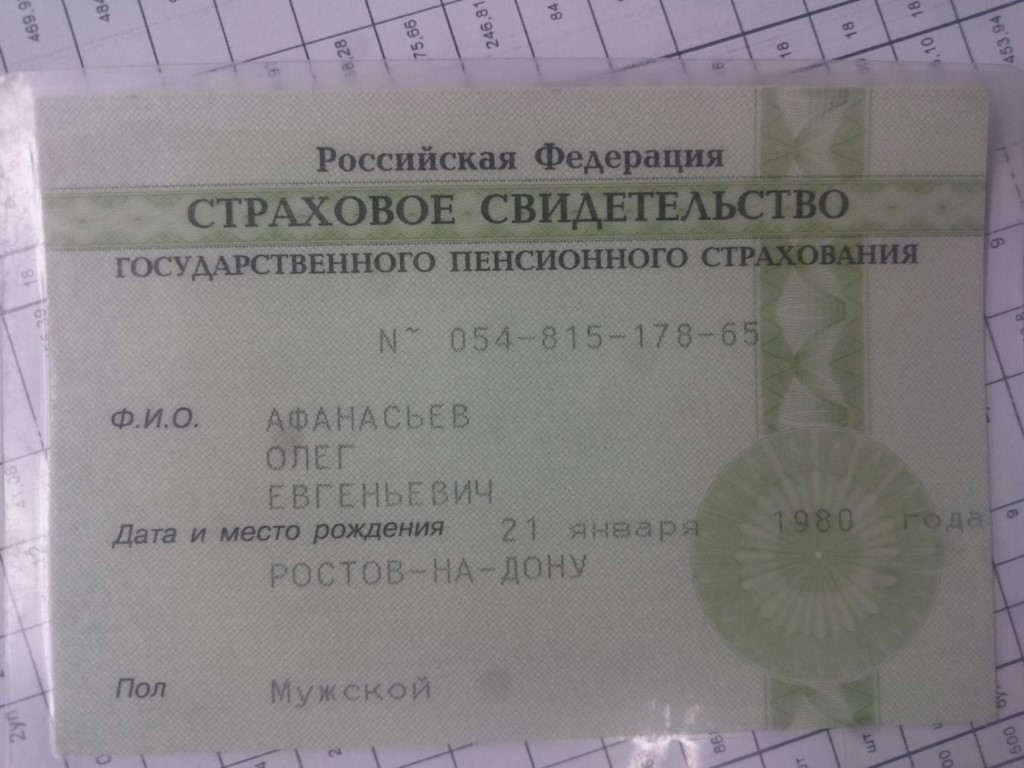 Российская Федерация
СТРАХОВОЕ СВИДЕТЕЛЬСТВО
ГОСУДАРСТВЕННОГО ПЕНСИОННОГО СТРАХОВАНИЯ
N~ 054-815-178-65
Ф.И.О. АФАНАСЬЕВ
ОЛЕГ
ЕВГЕНЬЕВИЧ
Дата и место рождения 21 января 1980 года
РОСТОВ-НА-ДОНУ
Пол Мужской